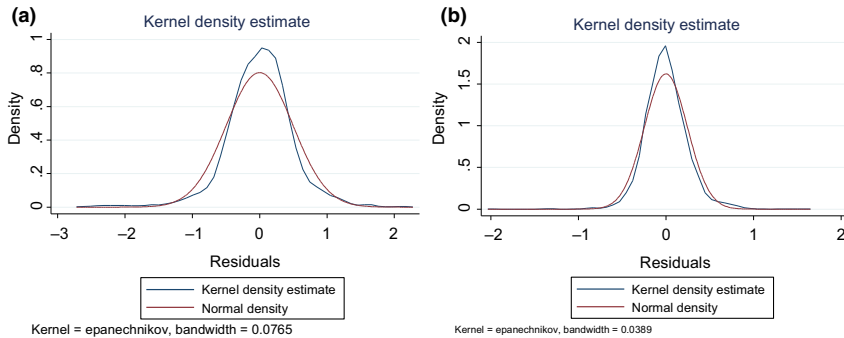 (a)
Kernel density estimate
Density
1
.8
.6
.4
.2
0
–3 –2 –1 0 1 2
Residuals
Kernel density estimate
Normal density
Kernel = epanechnikov, bandwidth = 0.0765
(b)
Kernel density estimate
Density
2
1.5
1
.5
0
–2 –1 0 1 2
Residuals
Kernel density estimate
Normal density
Kernel = epanechnikov, bandwidth = 0.0389